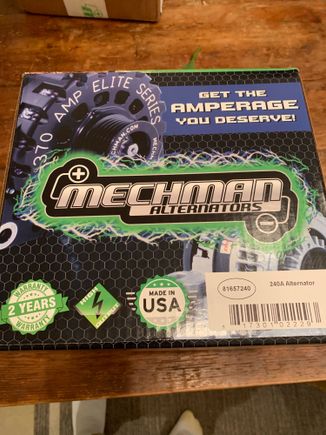 GET THE
AMPERAGE
YOU DESERVE!
370 AMP ELITE SERIES
MECHMAN
ALTERNATORS
WARRANTY
2 YEARS
WARRANTY
MADE IN
USA
81657240
240A Alternator